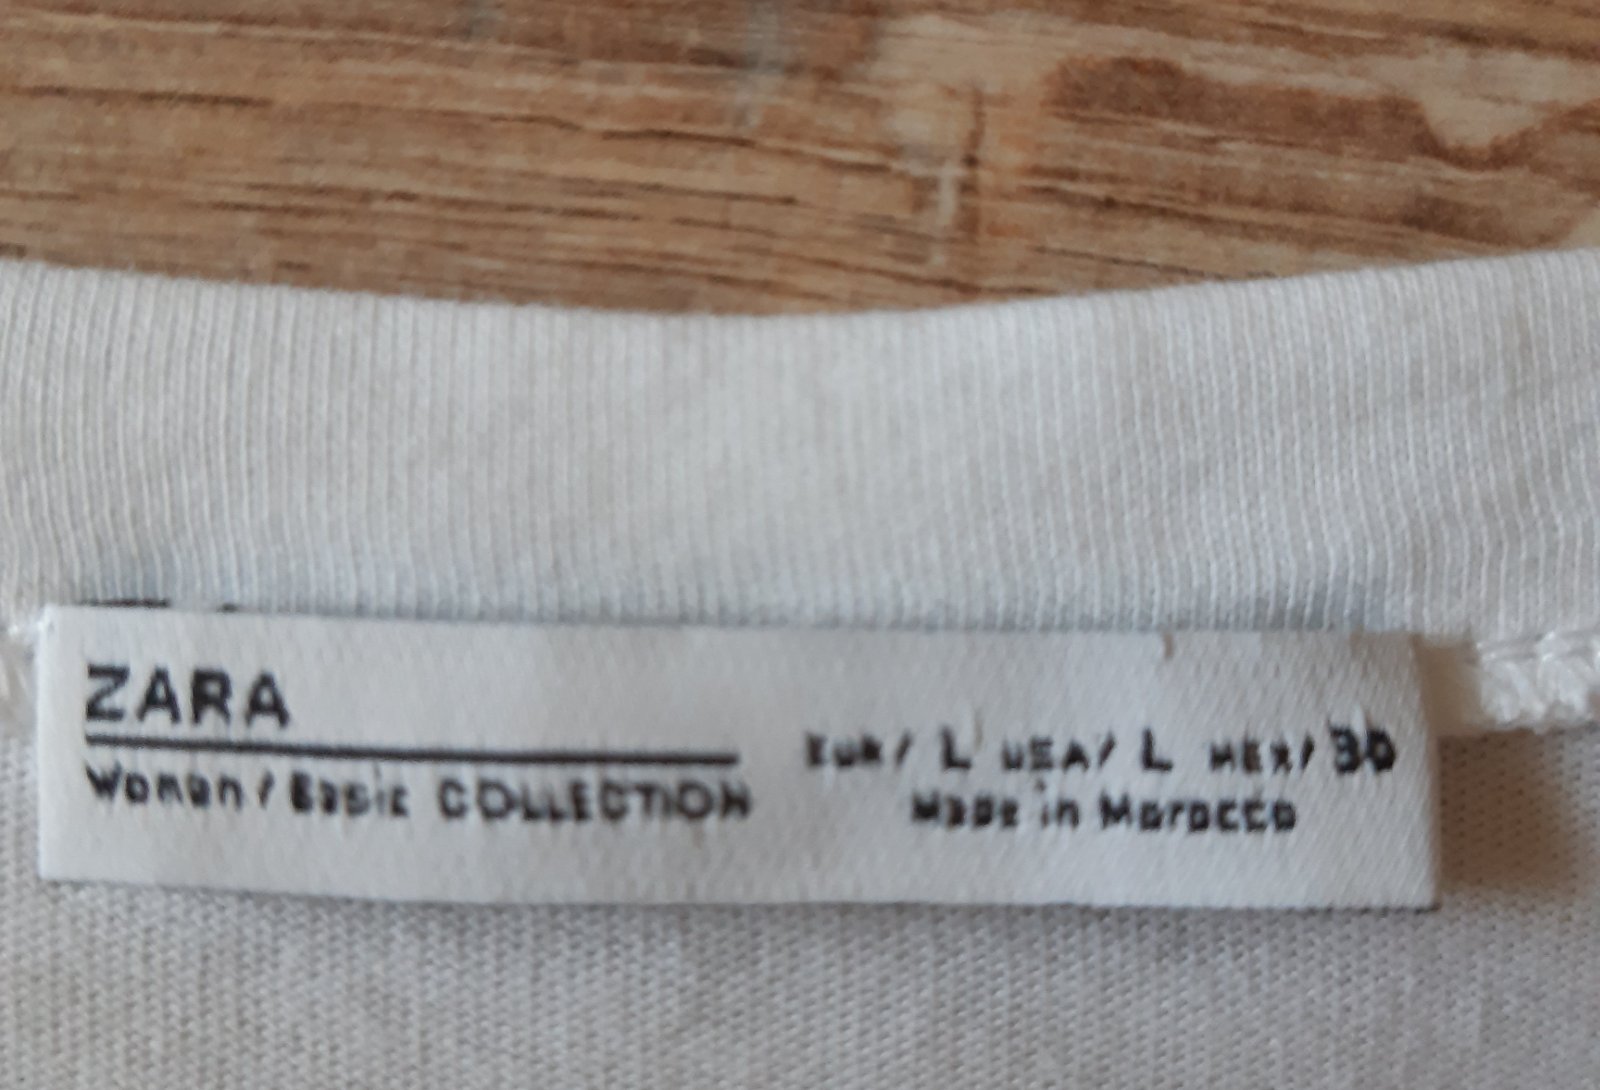 ZARA
Woman / Basic COLLECTION
EUR/ L USA/ L MEX/ 30
Made in Morocco